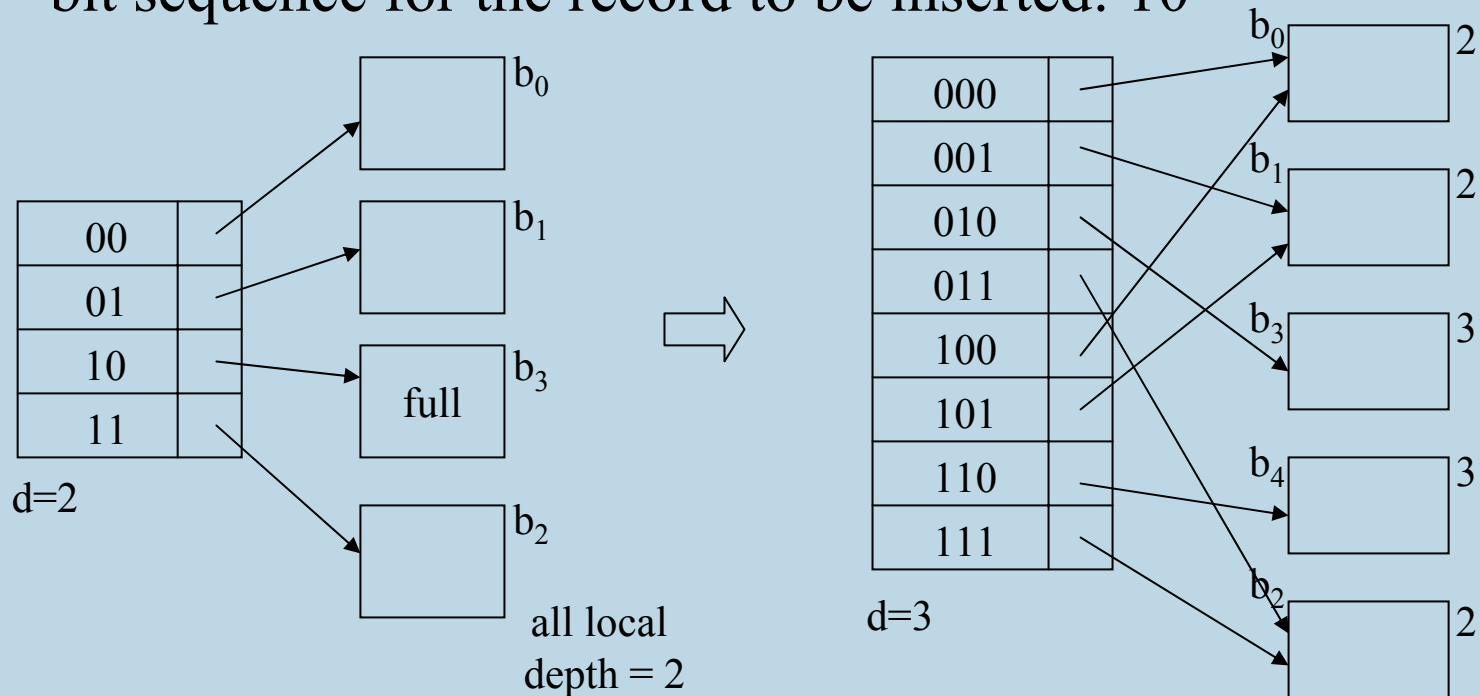 bit sequence for the record to be inserted: 10
b₀
b₁
00
01
10
11
full
b₃
d=2
b₂
all local
depth = 2
000
001
010
011
100
101
110
111
d=3
b₀ 2
b₁ 2
b₃ 3
b₄ 3
b₂ 2